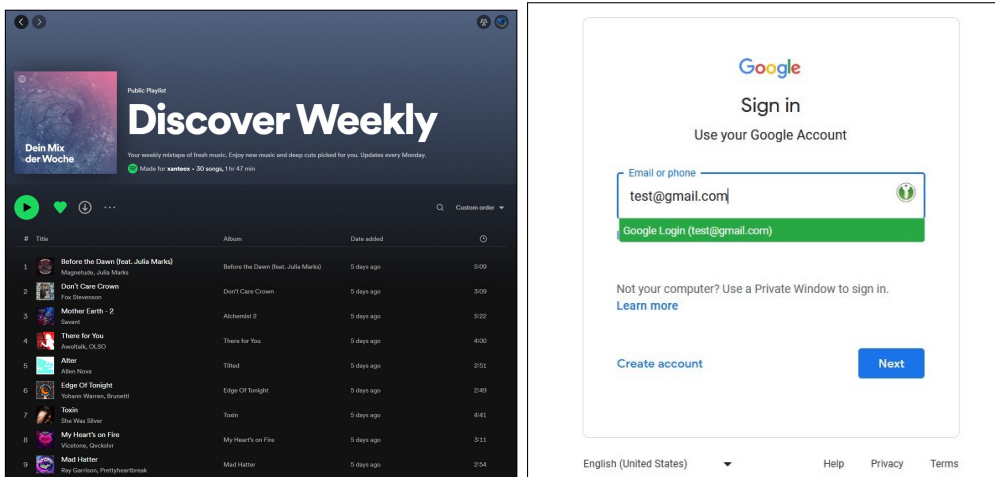 Public Playlist
Discover Weekly
Dein Mix
der Woche
Your weekly mixtape of fresh music. Enjoy new music and deep cuts picked for you. Updates every Monday.
Made for xantoex • 30 songs, 1 hr 47 min
Custom order
# Title Album Date added
1 Before the Dawn (feat. Julia Marks) Before the Dawn (feat. Julia Marks) 5 days ago 5:09
Magnetude, Julia Marks
2 Don't Care Crown Don't Care Crown 5 days ago 3:09
Fox Stevenson
3 Mother Earth - 2 Alchemist 2 5 days ago 5:22
Savant
4 There for You There for You 5 days ago 4:00
Awoltalk, OLSO
5 Alter Tilted 5 days ago 2:51
Allen Nova
6 Edge Of Tonight Edge Of Tonight 5 days ago 2:49
Yohann Warren, Brunetti
7 Toxin Toxin 5 days ago 4:41
She Was Silver
8 My Heart's on Fire My Heart's on Fire 5 days ago 3:11
Vicetone, Qvckslvr
9 Mad Hatter Mad Hatter 5 days ago 2:54
Ray Garrison, Prettyheartbreak
Google
Sign in
Use your Google Account
Email or phone
test@gmail.com
Google Login (test@gmail.com)
Not your computer? Use a Private Window to sign in.
Learn more
Create account Next
English (United States) Help Privacy Terms